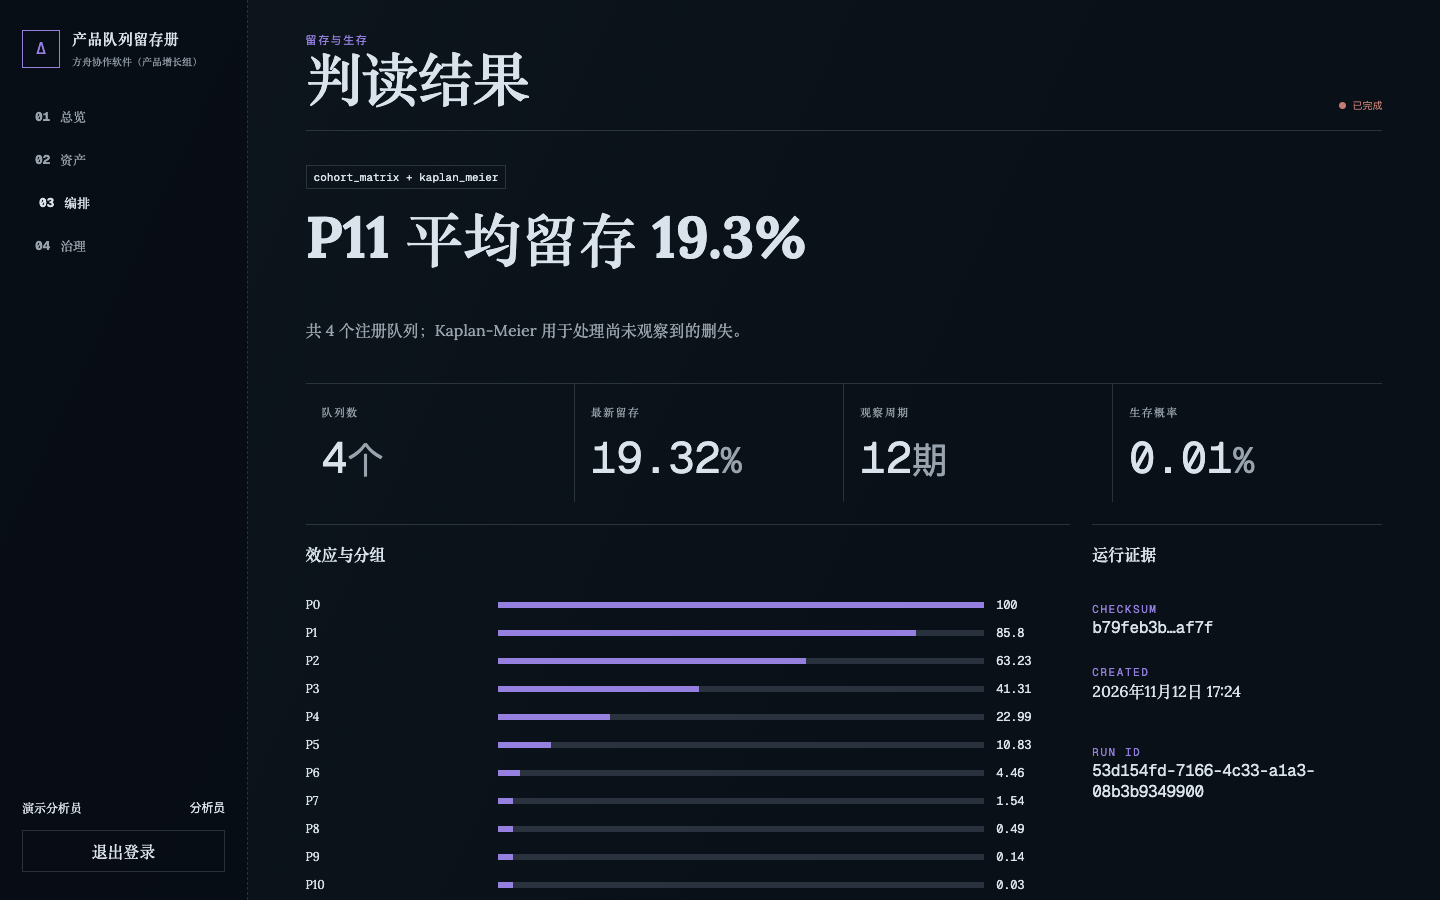 Δ
产品队列留存册
方舟协作软件（产品增长组）
01 总览
02 资产
03 编排
04 治理
演示分析员 分析员
退出登录
留存与生存
判读结果
已完成
cohort_matrix + kaplan_meier
P11 平均留存 19.3%
共 4 个注册队列；Kaplan-Meier 用于处理尚未观察到的删失。
队列数
4个
最新留存
19.32%
观察周期
12期
生存概率
0.01%
效应与分组
P0 100
P1 85.8
P2 63.23
P3 41.31
P4 22.99
P5 10.83
P6 4.46
P7 1.54
P8 0.49
P9 0.14
P10 0.03
运行证据
CHECKSUM
b79feb3b…af7f
CREATED
2026年11月12日 17:24
RUN ID
53d154fd-7166-4c33-a1a3-
08b3b9349900